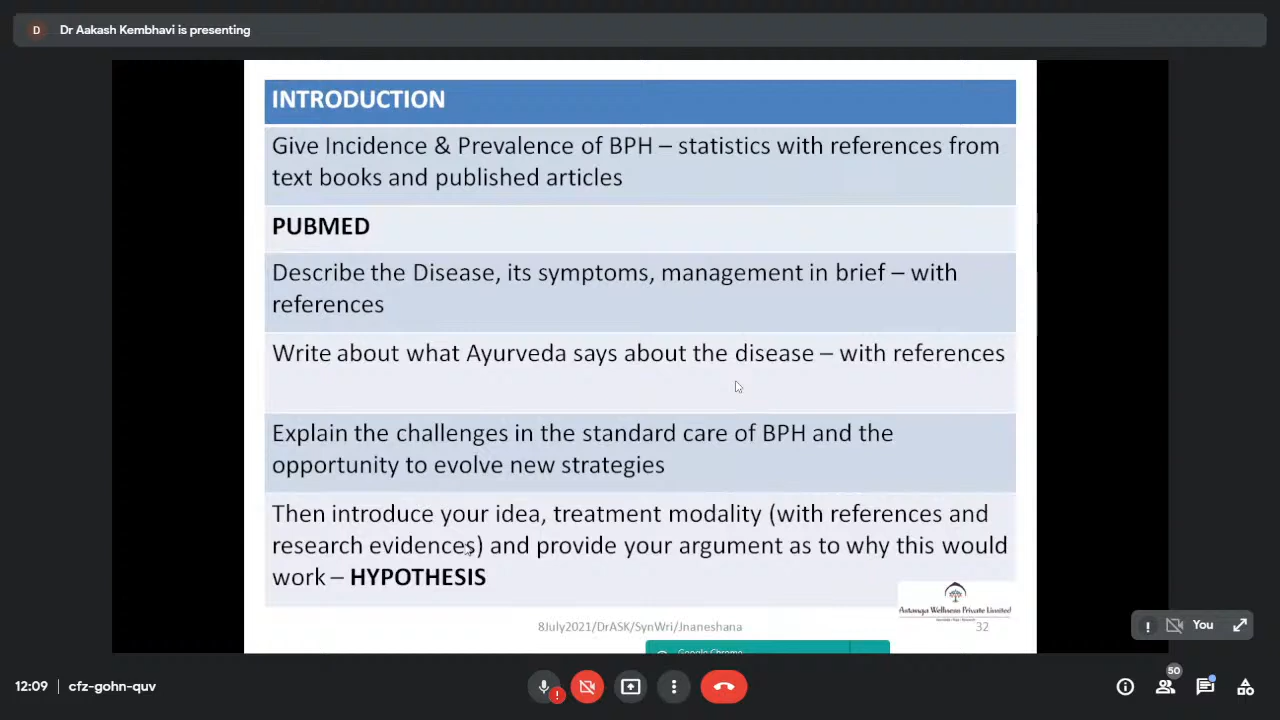 D Dr Aakash Kembhavi is presenting
INTRODUCTION
Give Incidence & Prevalence of BPH – statistics with references from
text books and published articles
PUBMED
Describe the Disease, its symptoms, management in brief – with
references
Write about what Ayurveda says about the disease – with references
Explain the challenges in the standard care of BPH and the
opportunity to evolve new strategies
Then introduce your idea, treatment modality (with references and
research evidences) and provide your argument as to why this would
work – HYPOTHESIS
Astanga Wellness Private Limited
8July2021/DrASK/SynWri/Jnaneshana 32
Google Chrome
You
50
12:09 | cfz-gohn-quv